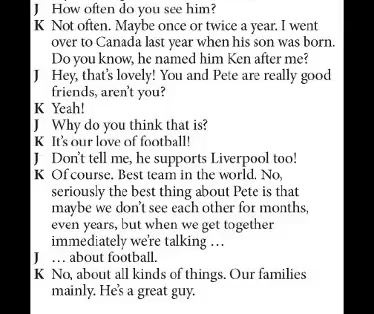 J How often do you see him?
K Not often. Maybe once or twice a year. I went
over to Canada last year when his son was born.
Do you know, he named him Ken after me?
J Hey, that's lovely! You and Pete are really good
friends, aren't you?
K Yeah!
J Why do you think that is?
K It's our love of football!
J Don't tell me, he supports Liverpool too!
K Of course. Best team in the world. No,
seriously the best thing about Pete is that
maybe we don't see each other for months,
even years, but when we get together
immediately we're talking …
J … about football.
K No, about all kinds of things. Our families
mainly. He's a great guy.